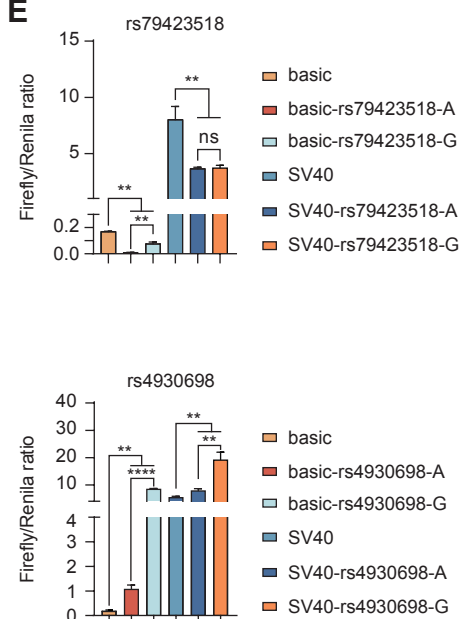 E
rs79423518
15
10
5
0.2
0.0
Firefly/Renila ratio
**
**
**
ns
basic
basic-rs79423518-A
basic-rs79423518-G
SV40
SV40-rs79423518-A
SV40-rs79423518-G
rs4930698
40
30
20
10
4
3
2
1
0
Firefly/Renila ratio
**
****
**
**
basic
basic-rs4930698-A
basic-rs4930698-G
SV40
SV40-rs4930698-A
SV40-rs4930698-G